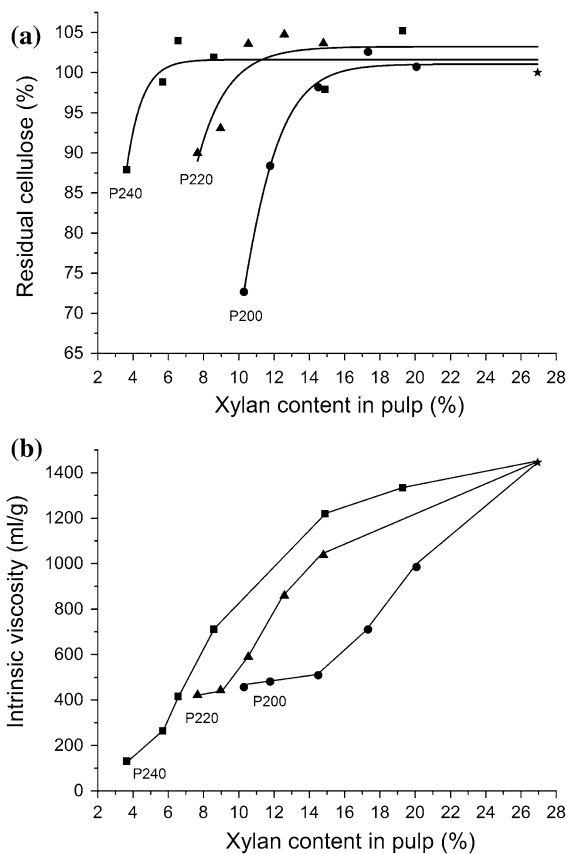 (a)
105
100
95
90
85
80
75
70
65
Residual cellulose (%)
P240
P220
P200
2 4 6 8 10 12 14 16 18 20 22 24 26 28
Xylan content in pulp (%)
(b)
1400
1200
1000
800
600
400
200
0
Intrinsic viscosity (ml/g)
P220
P200
P240
2 4 6 8 10 12 14 16 18 20 22 24 26 28
Xylan content in pulp (%)